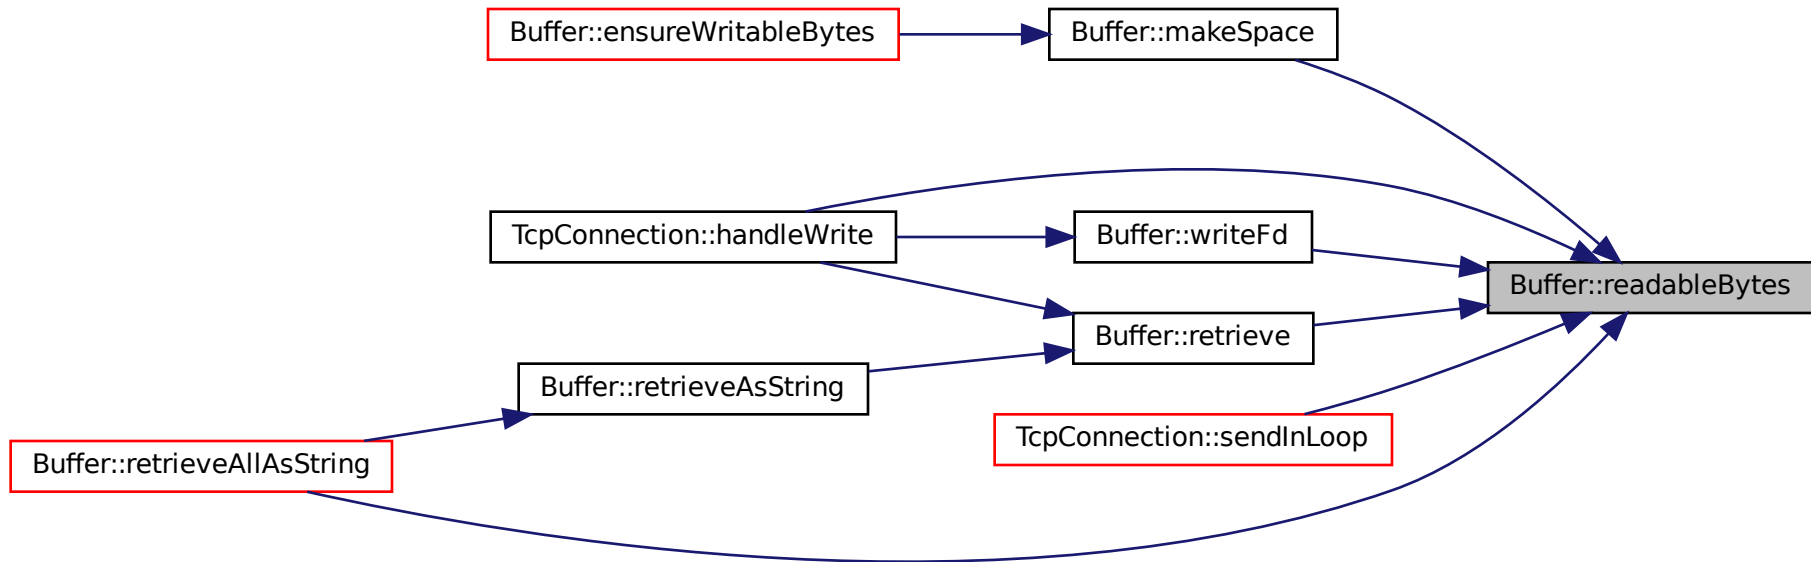 Buffer::ensureWritableBytes
Buffer::makeSpace
TcpConnection::handleWrite
Buffer::writeFd
Buffer::readableBytes
Buffer::retrieve
Buffer::retrieveAsString
TcpConnection::sendInLoop
Buffer::retrieveAllAsString